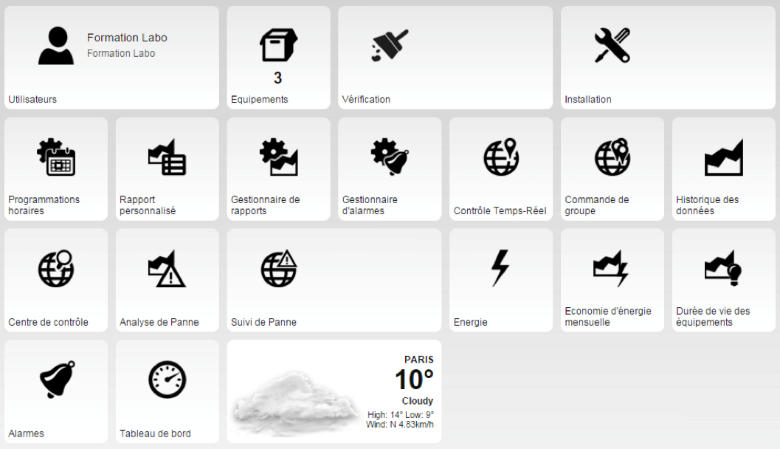 Formation Labo
Formation Labo
Utilisateurs
3
Equipements
Vérification
Installation
Programmations
horaires
Rapport
personnalisé
Gestionnaire de
rapports
Gestionnaire
d'alarmes
Contrôle Temps-Réel
Commande de
groupe
Historique des
données
Centre de contrôle
Analyse de Panne
Suivi de Panne
Energie
Economie d'énergie
mensuelle
Durée de vie des
équipements
Alarmes
Tableau de bord
PARIS
10°
Cloudy
High: 14° Low: 9°
Wind: N 4.83km/h